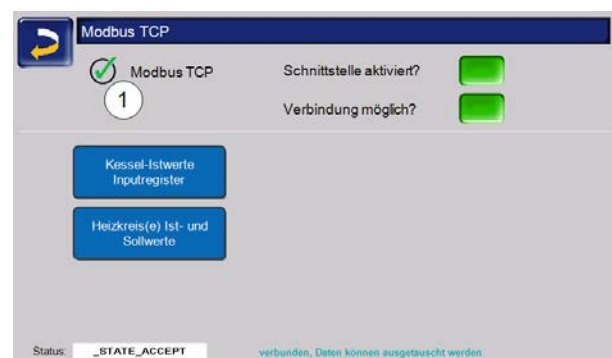 Modbus TCP
Modbus TCP
Schnittstelle aktiviert?
1
Verbindung möglich?
Kessel-Istwerte
Inputregister
Heizkreis(e) Ist- und
Sollwerte
Status: _STATE_ACCEPT verbunden, Daten können ausgetauscht werden